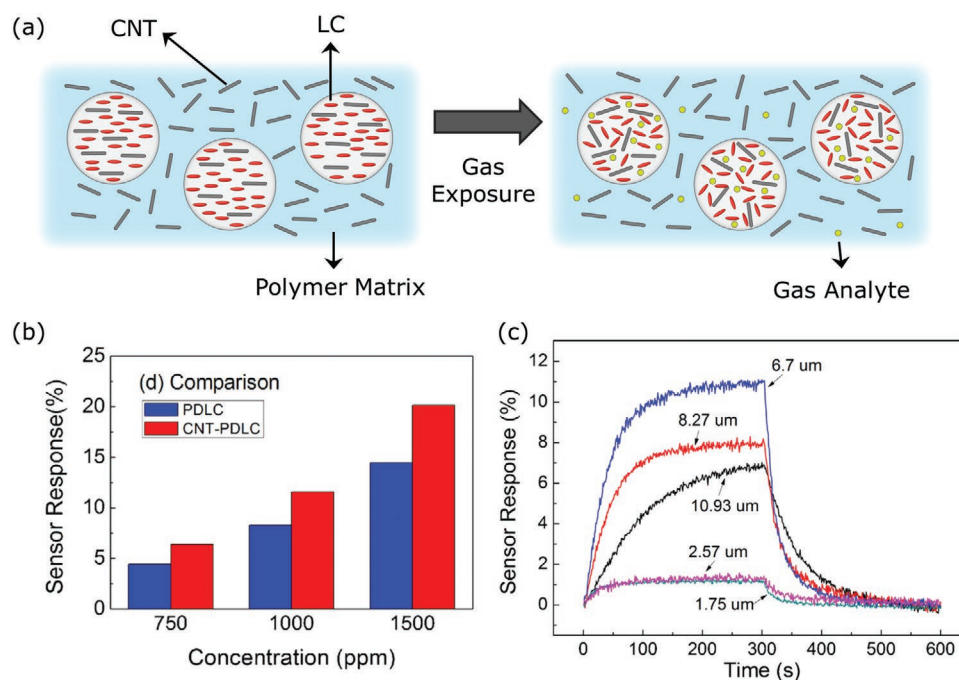 (a)
CNT
LC
Gas
Exposure
Polymer Matrix
Gas Analyte
(b)
Sensor Response(%)
25
20
15
10
5
0
(d) Comparison
PDLC
CNT-PDLC
750
1000
1500
Concentration (ppm)
(c)
Sensor Response (%)
12
10
8
6
4
2
0
6.7 um
8.27 um
10.93 um
2.57 um
1.75 um
0
100
200
300
400
500
600
Time (s)